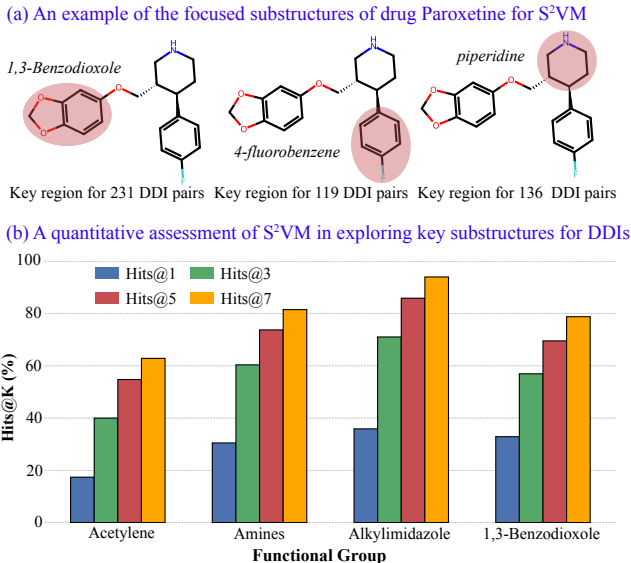 (a) An example of the focused substructures of drug Paroxetine for S²VM
1,3-Benzodioxole
O
O
O
H
N
F
4-fluorobenzene
O
O
O
H
N
F
piperidine
O
O
O
H
N
F
Key region for 231 DDI pairs
Key region for 119 DDI pairs
Key region for 136 DDI pairs
(b) A quantitative assessment of S²VM in exploring key substructures for DDIs
Hits@1
Hits@3
Hits@5
Hits@7
100
80
60
40
20
0
Hits@K (%)
Acetylene
Amines
Alkylimidazole
1,3-Benzodioxole
Functional Group